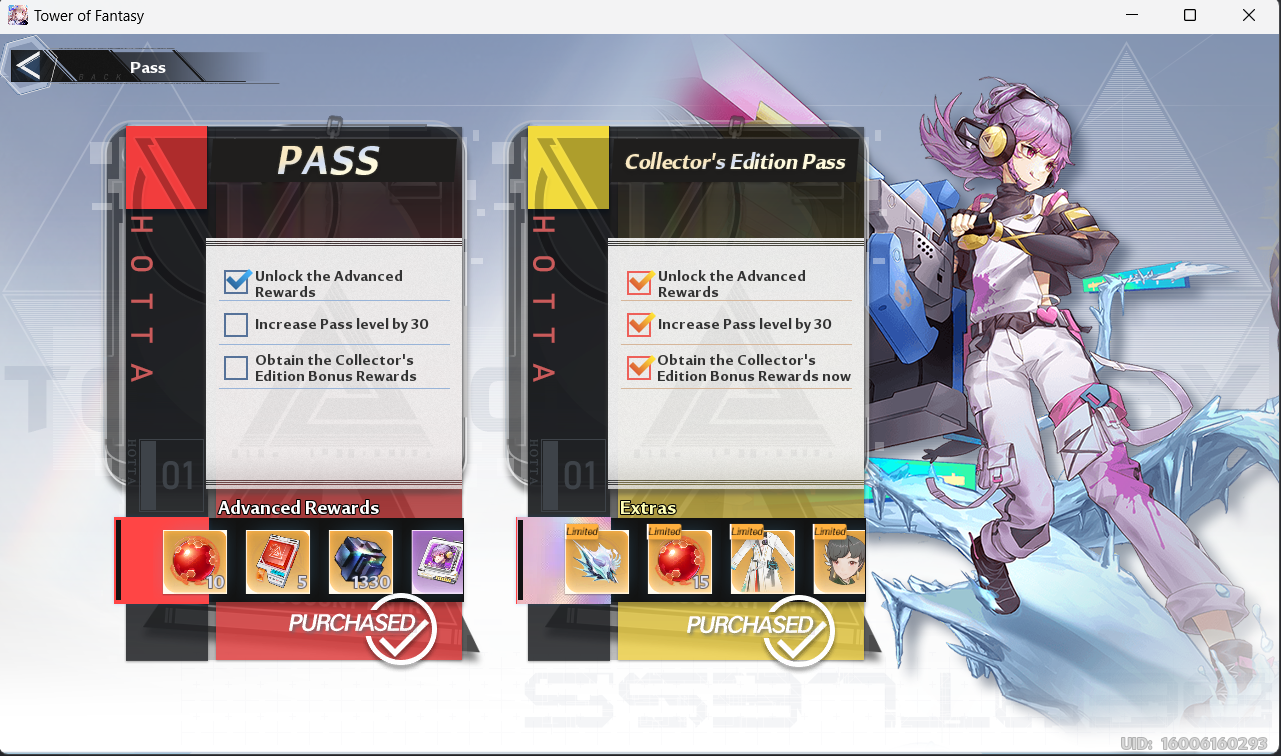 Tower of Fantasy
BACK
Pass
PASS
HOTTA
Unlock the Advanced
Rewards
Increase Pass level by 30
Obtain the Collector's
Edition Bonus Rewards
HOTTA
01
Advanced Rewards
10
5
1330
PURCHASED
Collector's Edition Pass
HOTTA
Unlock the Advanced
Rewards
Increase Pass level by 30
Obtain the Collector's
Edition Bonus Rewards now
HOTTA
01
Extras
Limited
Limited
Limited
Limited
15
PURCHASED
UID: 16006160293